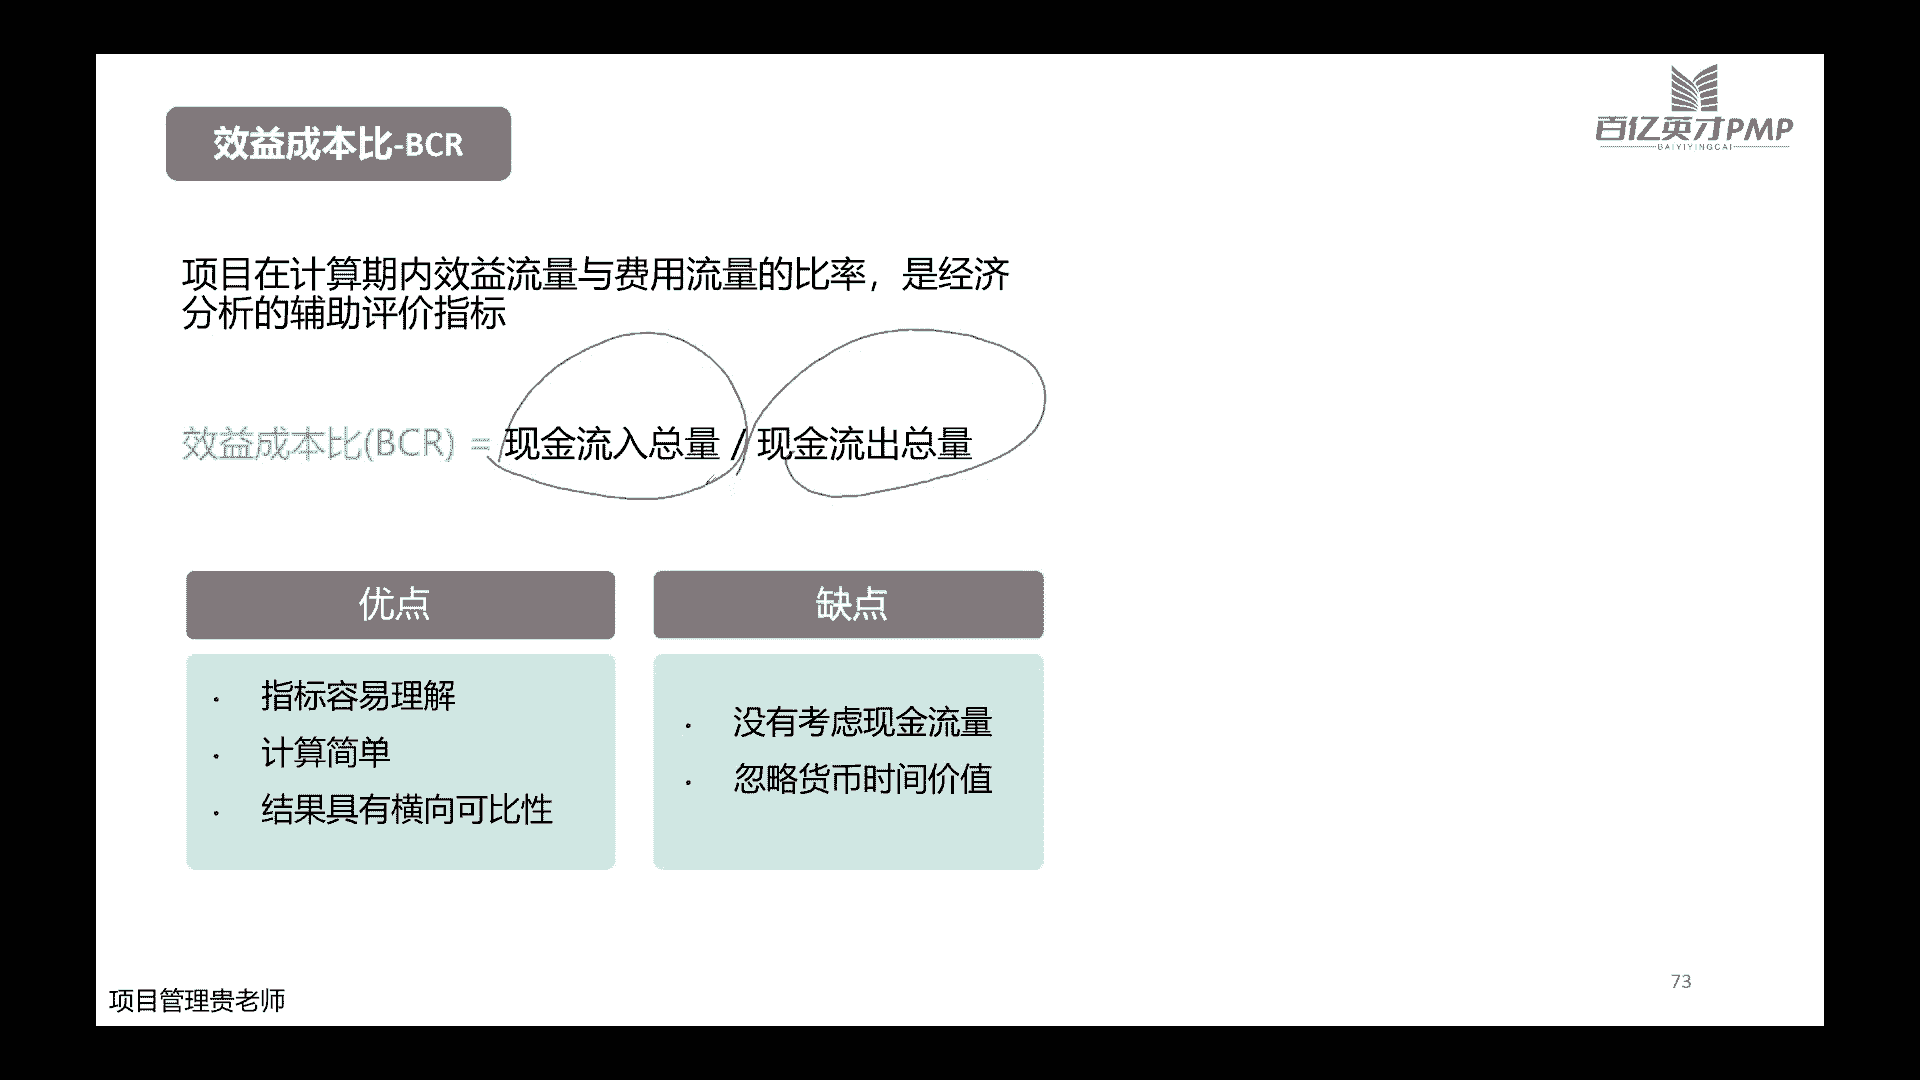 百亿英才PMP
BAIYIYINGCAI
效益成本比-BCR
项目在计算期内效益流量与费用流量的比率，是经济
分析的辅助评价指标
效益成本比(BCR) = 现金流入总量 / 现金流出总量
优点
· 指标容易理解
· 计算简单
· 结果具有横向可比性
缺点
· 没有考虑现金流量
· 忽略货币时间价值
73
项目管理贵老师